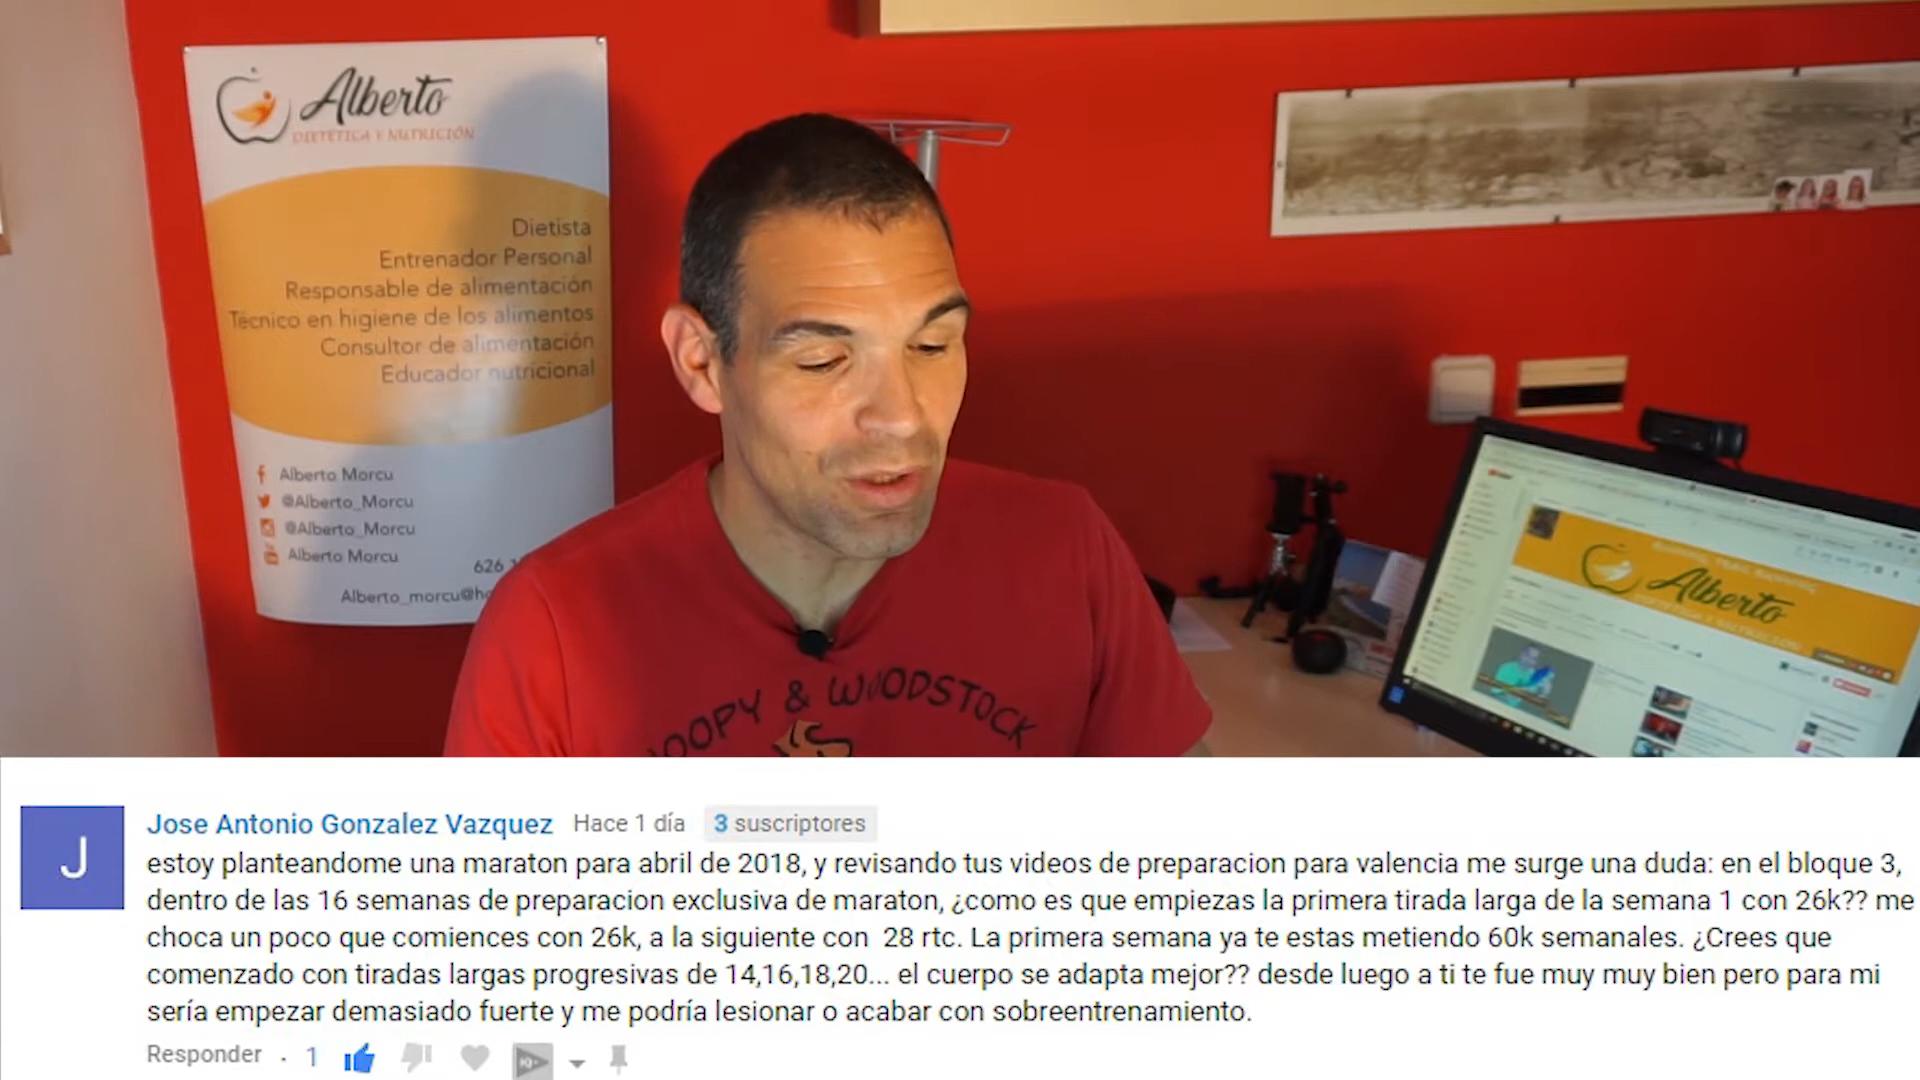 Alberto
DIETÉTICA Y NUTRICIÓN
Dietista
Entrenador Personal
Responsable de alimentación
Técnico en higiene de los alimentos
Consultor de alimentación
Educador nutricional
Alberto Morcu
@Alberto_Morcu
@Alberto_Morcu
Alberto Morcu
626
Alberto_morcu@ho
OOPY & WOODSTOCK
Alberto
J
Jose Antonio Gonzalez Vazquez Hace 1 día 3 suscriptores
estoy planteandome una maraton para abril de 2018, y revisando tus videos de preparacion para valencia me surge una duda: en el bloque 3,
dentro de las 16 semanas de preparacion exclusiva de maraton, ¿como es que empiezas la primera tirada larga de la semana 1 con 26k?? me
choca un poco que comiences con 26k, a la siguiente con 28 rtc. La primera semana ya te estas metiendo 60k semanales. ¿Crees que
comenzado con tiradas largas progresivas de 14,16,18,20... el cuerpo se adapta mejor?? desde luego a ti te fue muy muy bien pero para mi
sería empezar demasiado fuerte y me podría lesionar o acabar con sobreentrenamiento.
Responder · 1